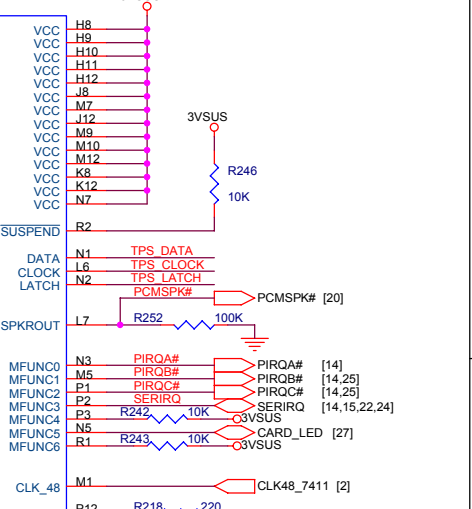 VCC H8
VCC H9
VCC H10
VCC H11
VCC H12
VCC J8
VCC M7
VCC J12
VCC M9
VCC M10
VCC M12
VCC K8
VCC K12
VCC N7
3VSUS
R246
10K
SUSPEND R2
DATA N1 TPS_DATA
CLOCK L6 TPS_CLOCK
LATCH N2 TPS_LATCH
PCMSPK# PCMSPK# [20]
SPKROUT L7 R252 100K
MFUNC0 N3 PIRQA# PIRQA# [14]
MFUNC1 M5 PIRQB# PIRQB# [14,25]
MFUNC2 P1 PIRQC# PIRQC# [14,25]
MFUNC3 P2 SERIRQ SERIRQ [14,15,22,24]
MFUNC4 P3 R242 10K 3VSUS
MFUNC5 N5 CARD_LED [27]
MFUNC6 R1 R243 10K 3VSUS
CLK_48 M1 CLK48_7411 [2]
P12 R218 220